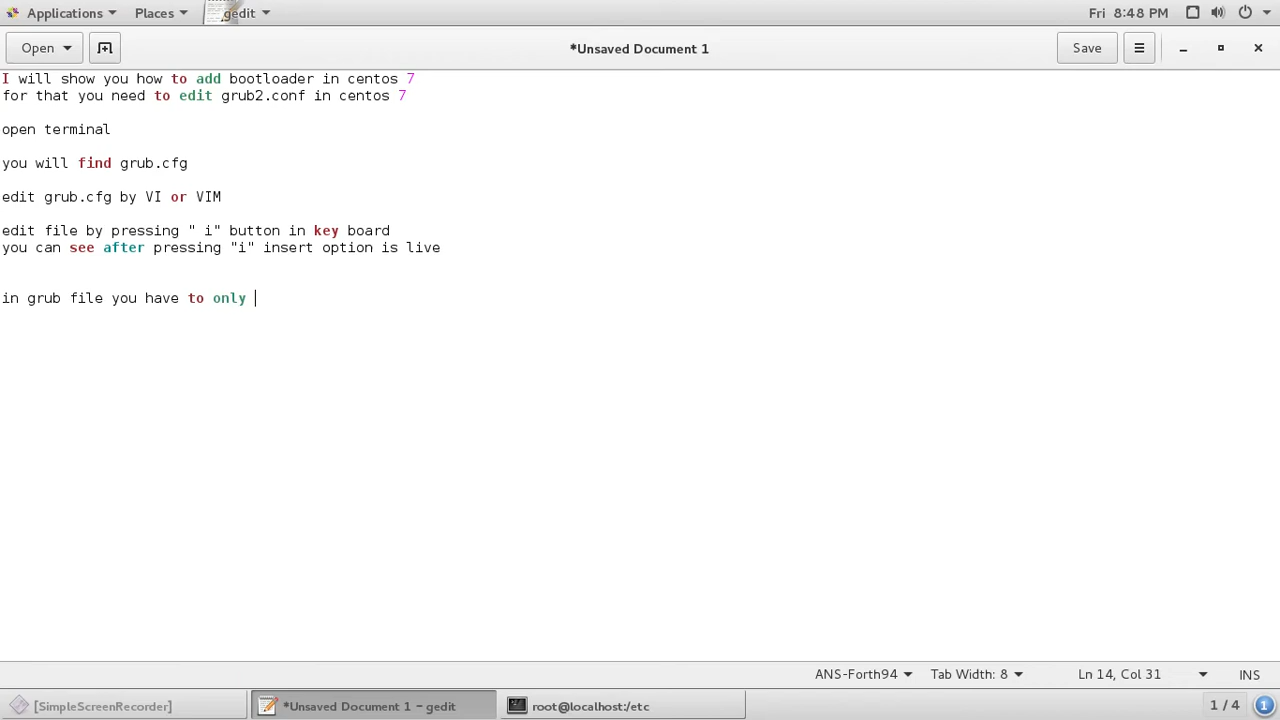 Applications Places gedit Fri 8:48 PM
Open *Unsaved Document 1 Save
I will show you how to add bootloader in centos 7
for that you need to edit grub2.conf in centos 7
open terminal
you will find grub.cfg
edit grub.cfg by VI or VIM
edit file by pressing " i" button in key board
you can see after pressing "i" insert option is live
in grub file you have to only
ANS-Forth94 Tab Width: 8 Ln 14, Col 31 INS
[SimpleScreenRecorder] *Unsaved Document 1 - gedit root@localhost:/etc 1 / 4 1